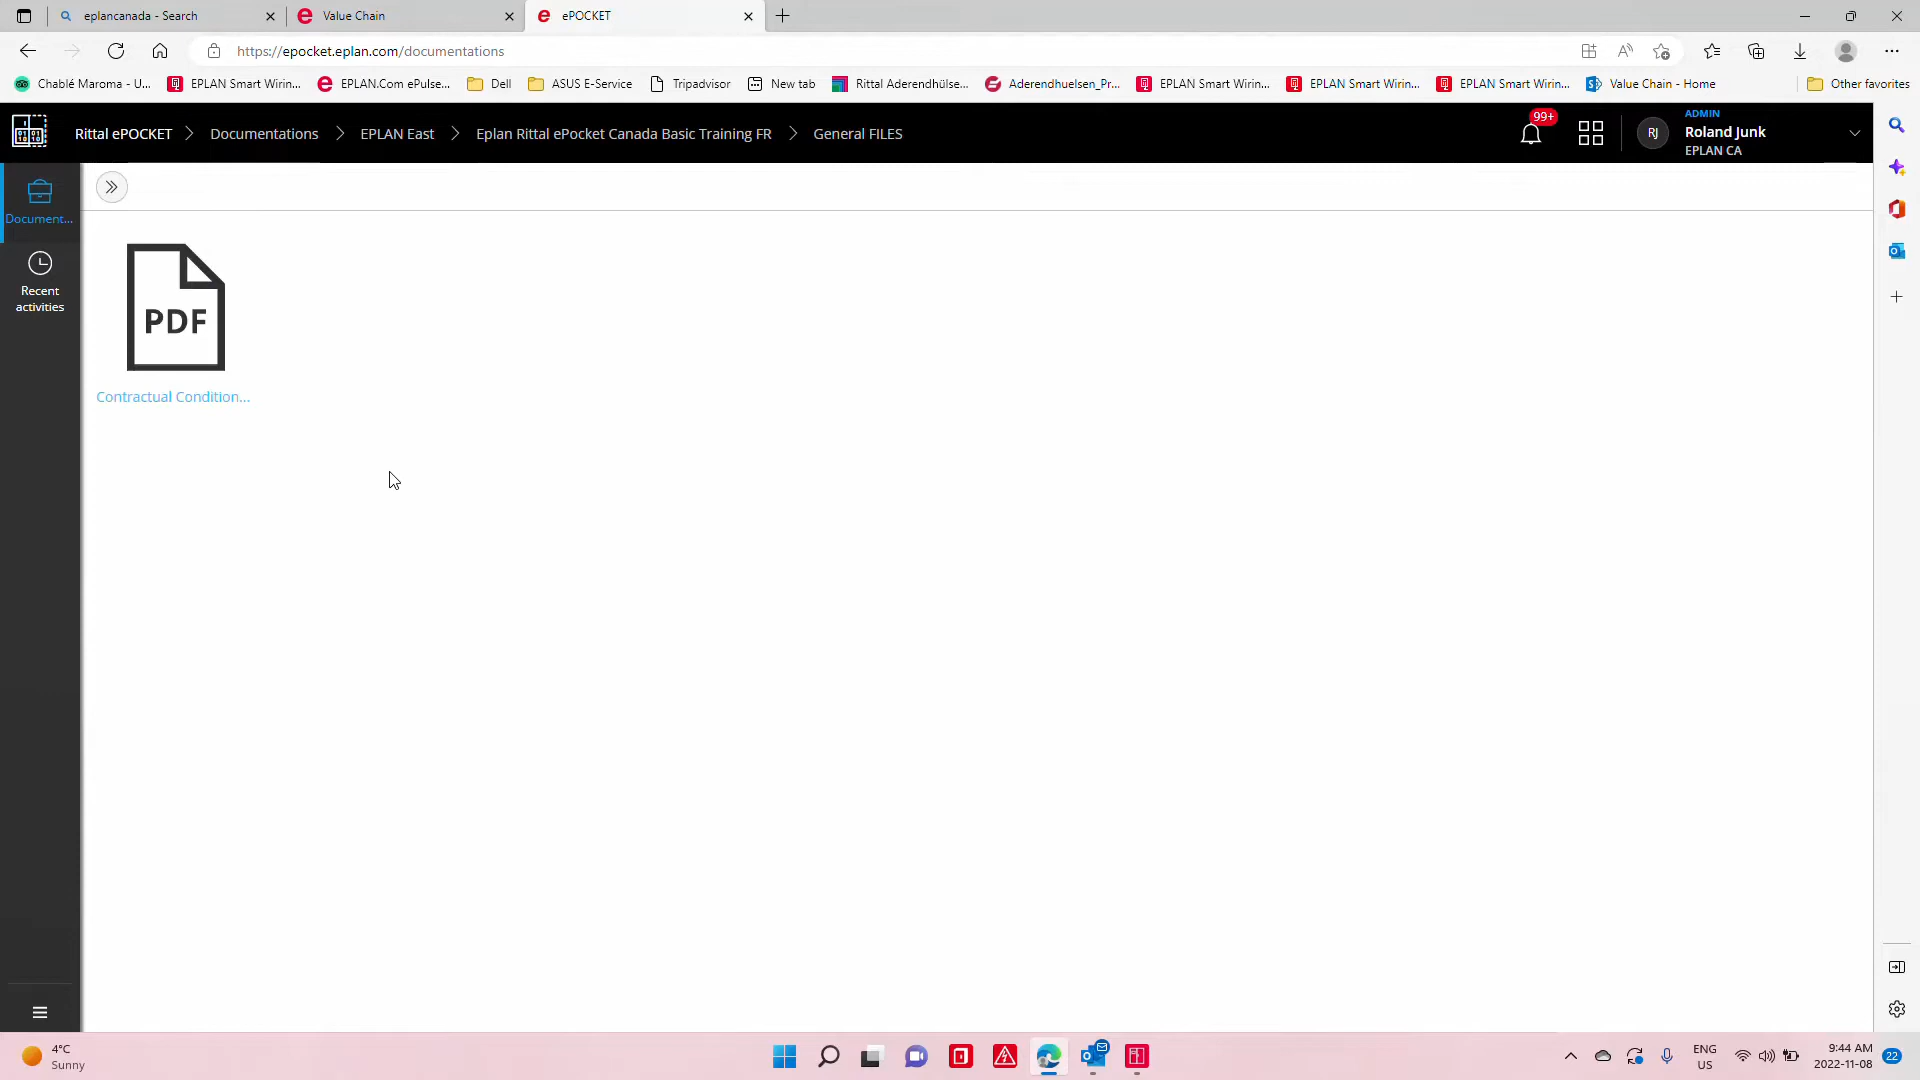 eplancanada - Search
Value Chain
ePOCKET
https://epocket.eplan.com/documentations
Chablé Maroma - U...
EPLAN Smart Wirin...
EPLAN.Com ePulse...
Dell
ASUS E-Service
Tripadvisor
New tab
Rittal Aderendhülse...
Aderendhuelsen_Pr...
EPLAN Smart Wirin...
EPLAN Smart Wirin...
EPLAN Smart Wirin...
Value Chain - Home
Other favorites
Rittal ePOCKET
Documentations
EPLAN East
Eplan Rittal ePocket Canada Basic Training FR
General FILES
99+
RJ
ADMIN
Roland Junk
EPLAN CA
Document...
Recent
activities
PDF
Contractual Condition...
4°C
Sunny
ENG
US
9:44 AM
2022-11-08
22